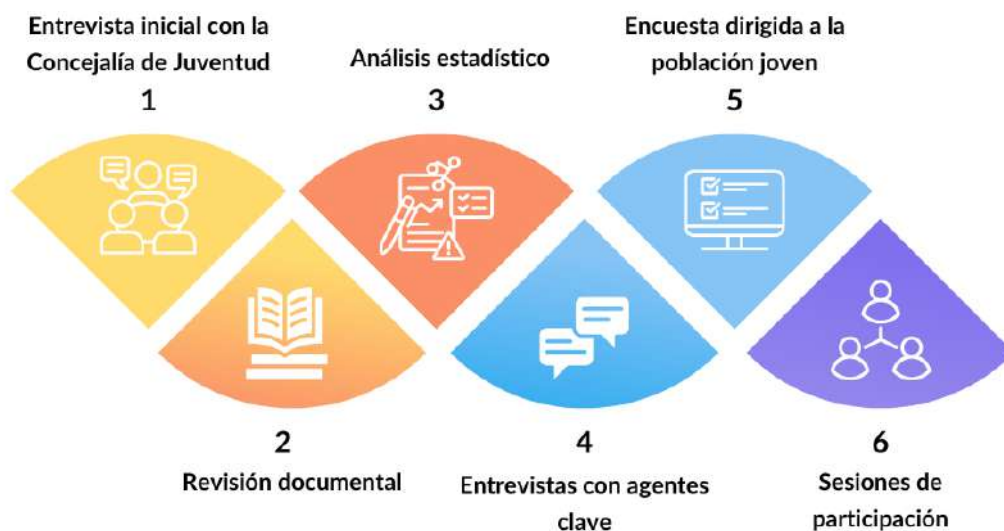 Entrevista inicial con la
Concejalía de Juventud
1
2
Revisión documental
Análisis estadístico
3
4
Entrevistas con agentes
clave
Encuesta dirigida a la
población joven
5
6
Sesiones de
participación